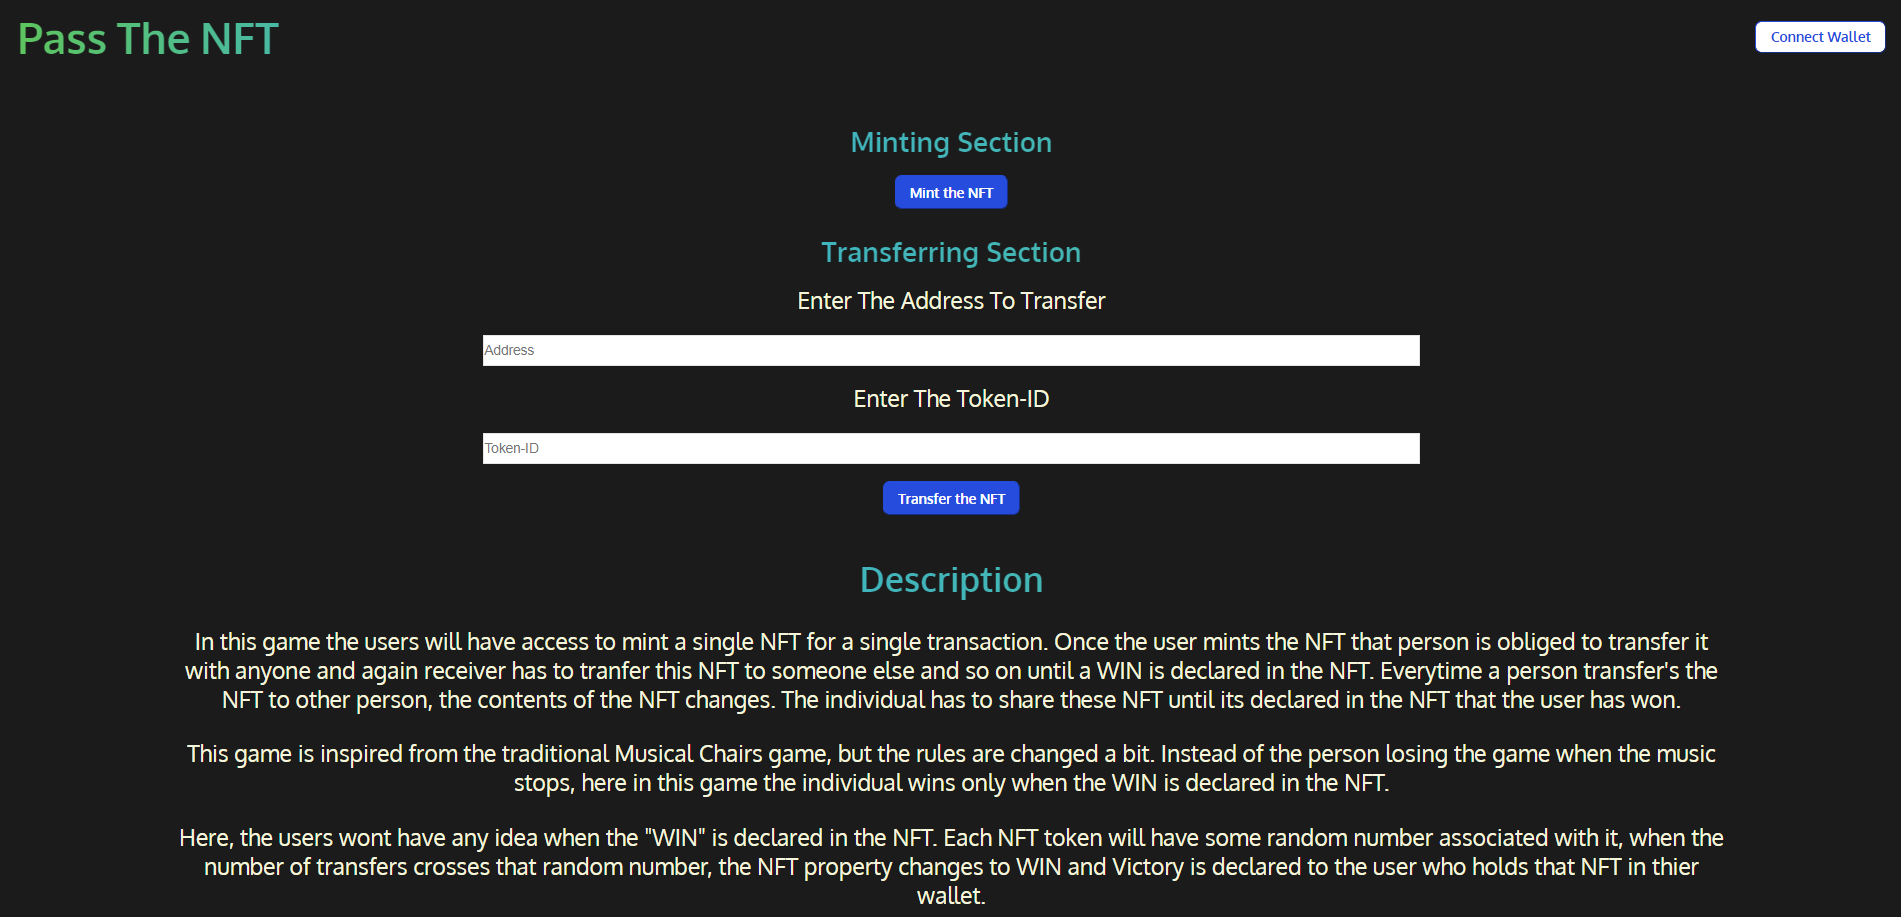 Pass The NFT
Connect Wallet
Minting Section
Mint the NFT
Transferring Section
Enter The Address To Transfer
Address
Enter The Token-ID
Token-ID
Transfer the NFT
Description
In this game the users will have access to mint a single NFT for a single transaction. Once the user mints the NFT that person is obliged to transfer it
with anyone and again receiver has to tranfer this NFT to someone else and so on until a WIN is declared in the NFT. Everytime a person transfer's the
NFT to other person, the contents of the NFT changes. The individual has to share these NFT until its declared in the NFT that the user has won.
This game is inspired from the traditional Musical Chairs game, but the rules are changed a bit. Instead of the person losing the game when the music
stops, here in this game the individual wins only when the WIN is declared in the NFT.
Here, the users wont have any idea when the "WIN" is declared in the NFT. Each NFT token will have some random number associated with it, when the
number of transfers crosses that random number, the NFT property changes to WIN and Victory is declared to the user who holds that NFT in thier
wallet.